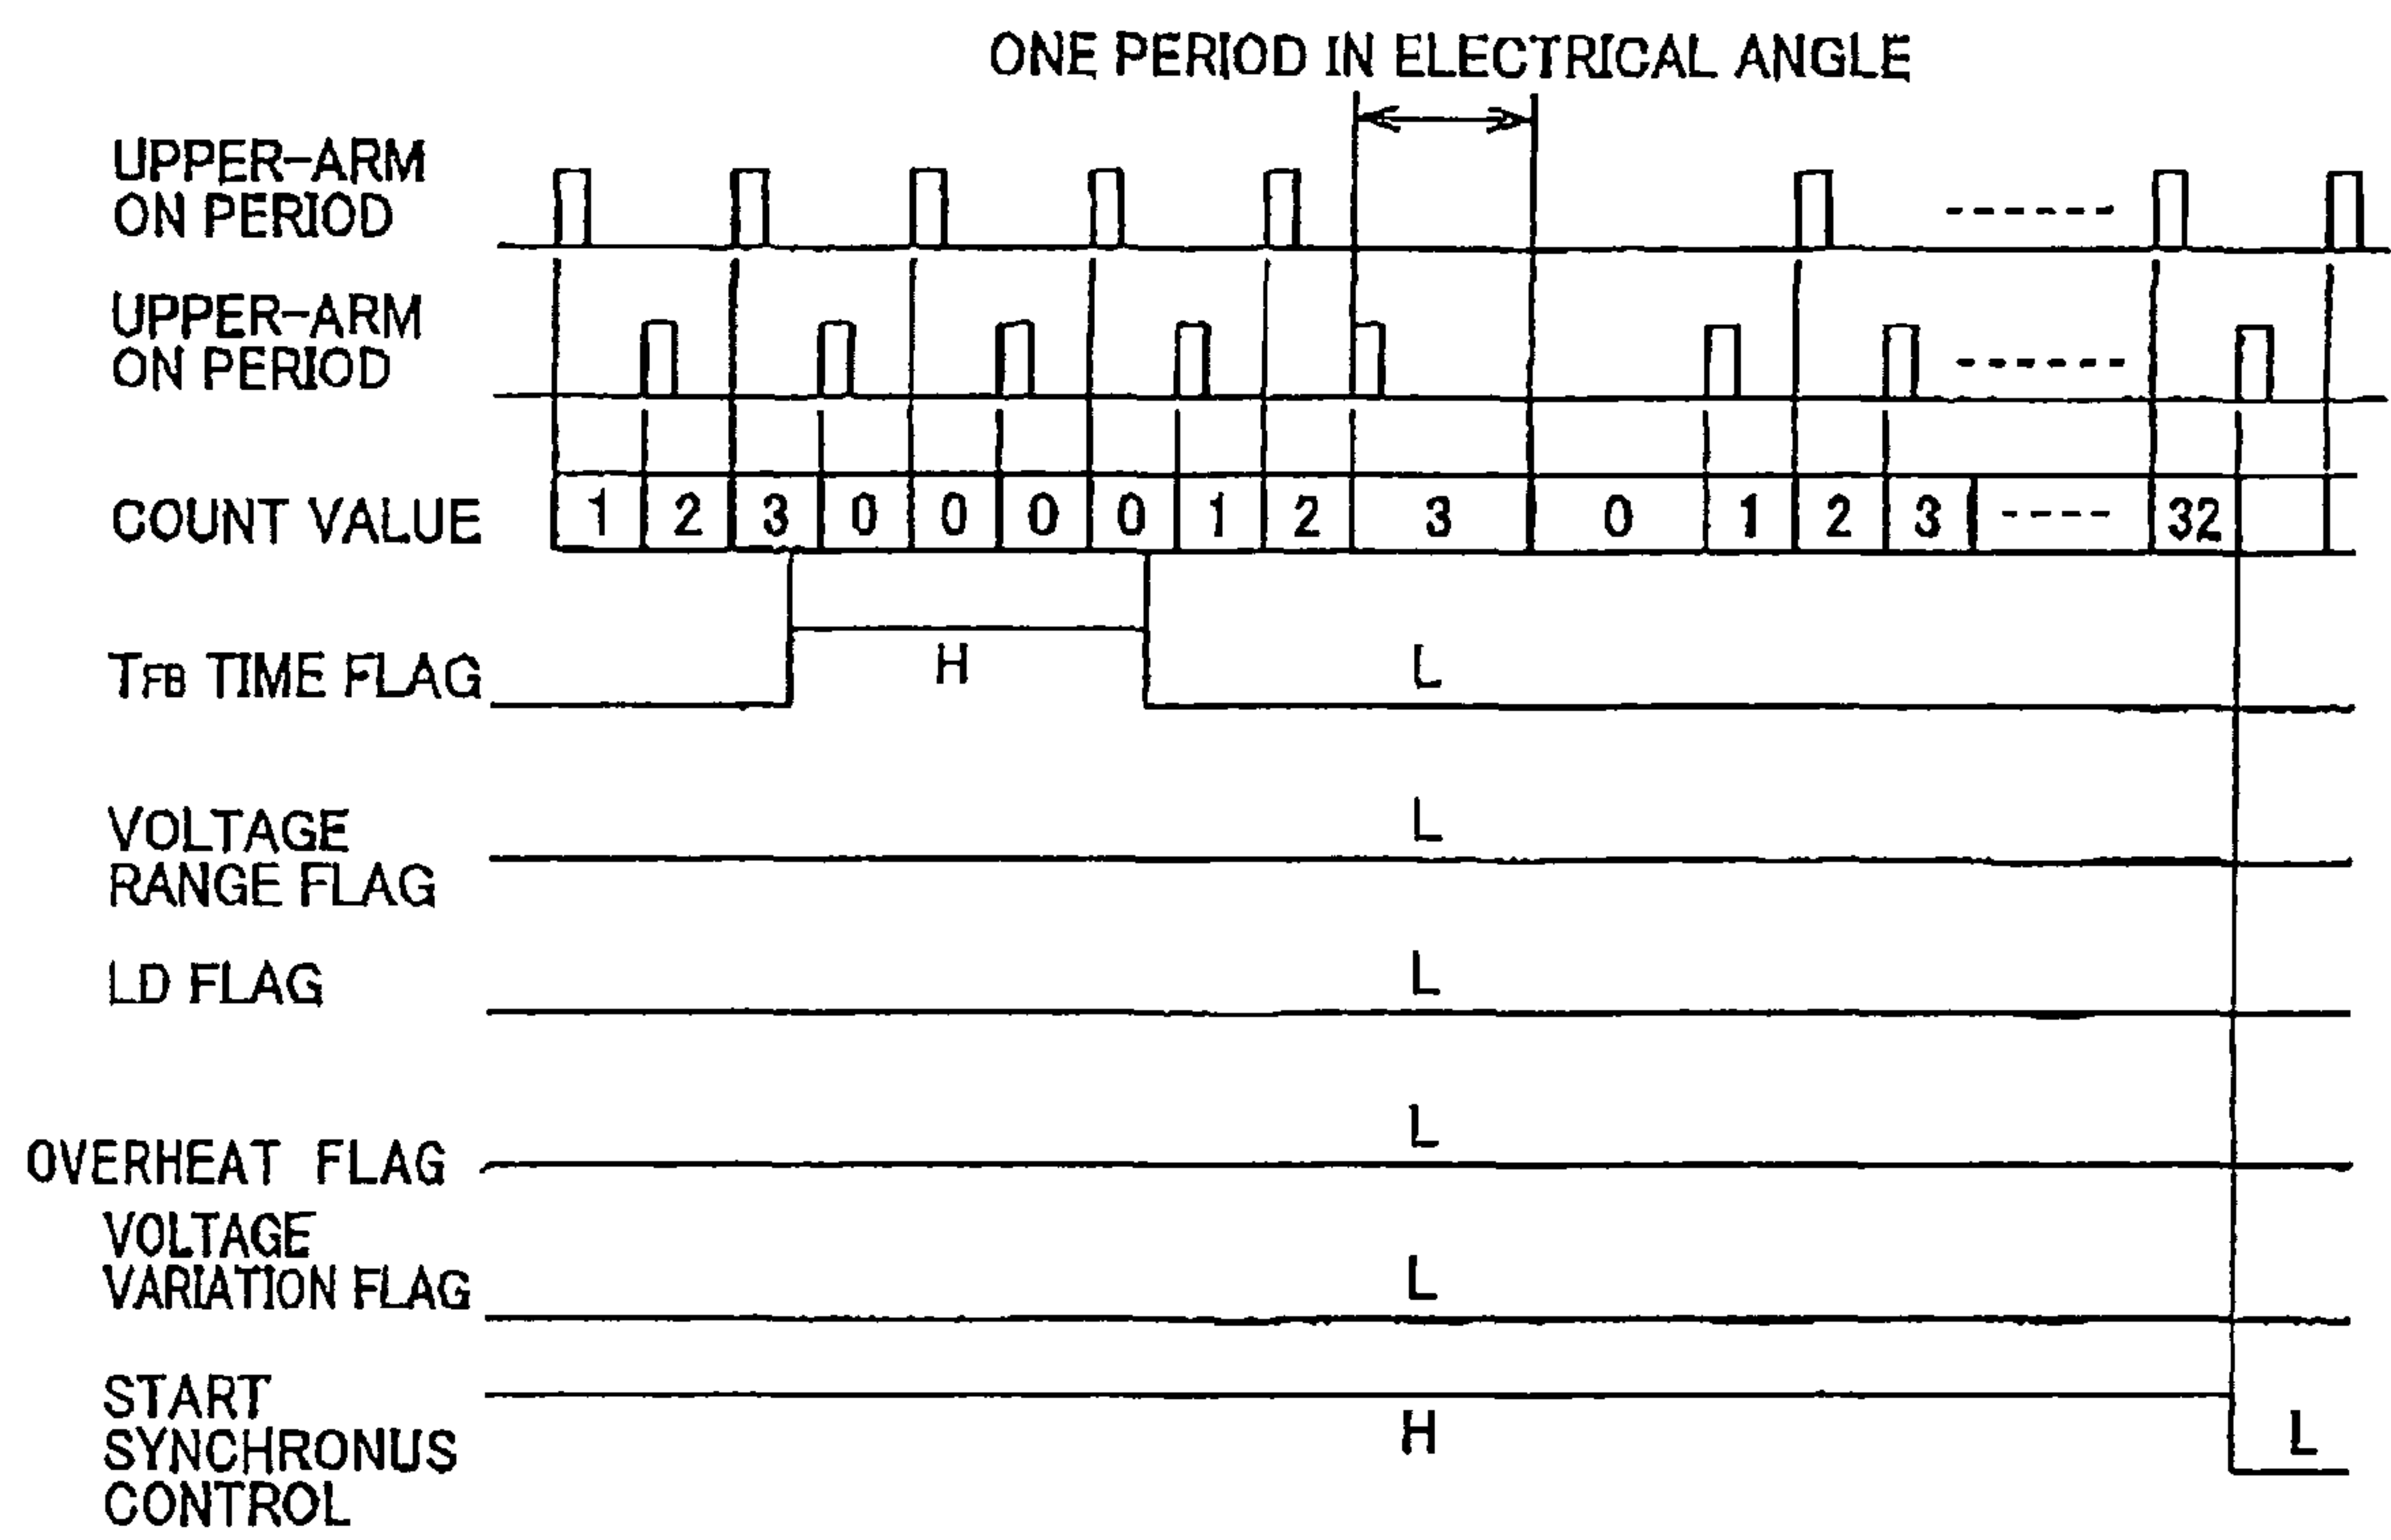 ONE PERIOD IN ELECTRICAL ANGLE
UPPER-ARM
ON PERIOD
UPPER-ARM
ON PERIOD
COUNT VALUE 1 2 3 0 0 0 0 1 2 3 0 1 2 3 ---- 32
TFB TIME FLAG H L
VOLTAGE
RANGE FLAG
L
LD FLAG L
OVERHEAT FLAG L
VOLTAGE
VARIATION FLAG
L
START
SYNCHRONUS
CONTROL
H L